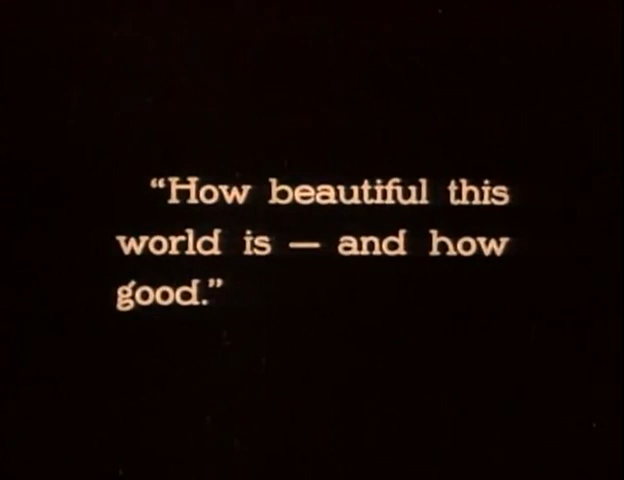 “How beautiful this
world is — and how
good.”